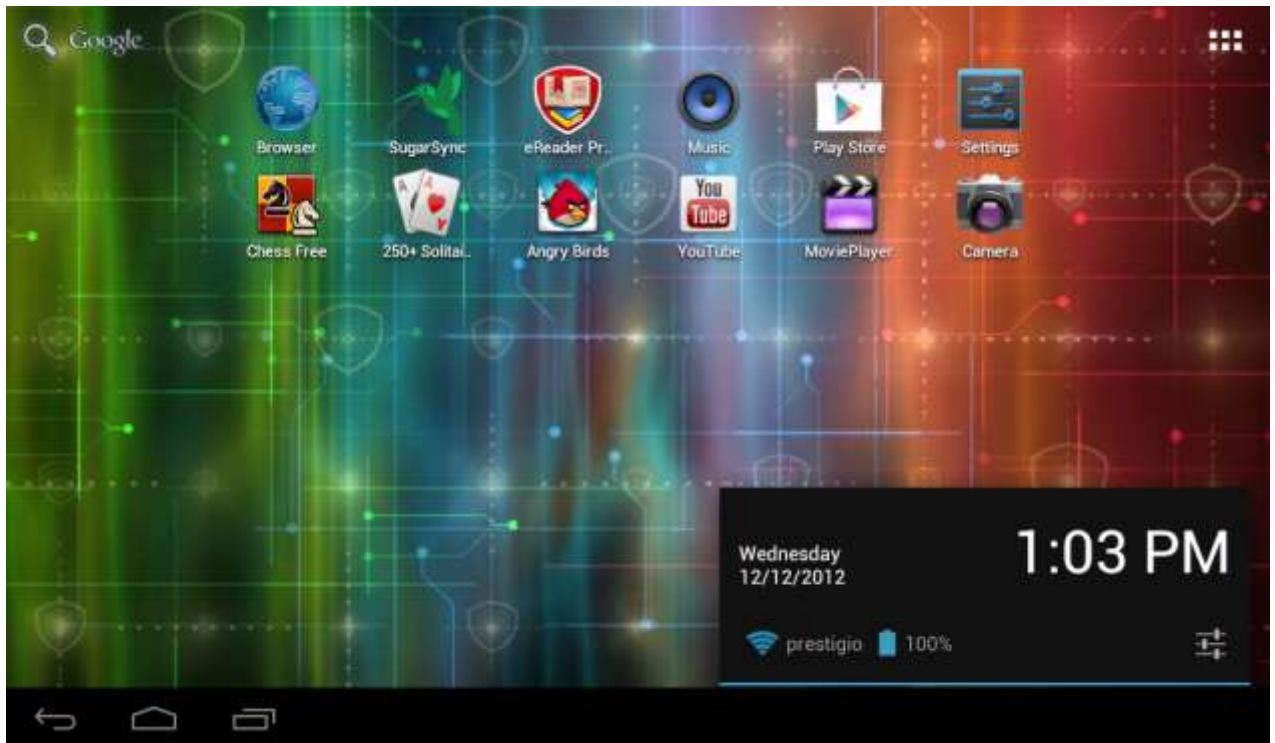 Google
Browser
SugarSync
eReader Pr..
Music
Play Store
Settings
A A
A
You
Tube
Chess Free
250+ Solitai..
Angry Birds
YouTube
MoviePlayer
Camera
Wednesday
12/12/2012
1:03 PM
prestigio
100%